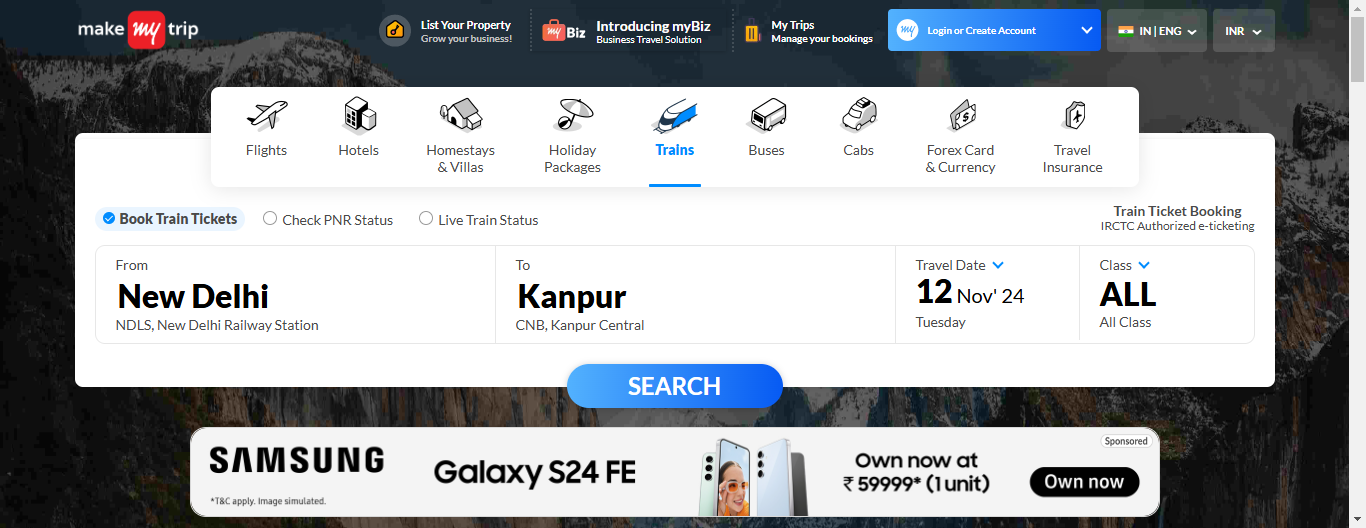 make my trip
List Your Property
Grow your business!
my Biz
Introducing myBiz
Business Travel Solution
My Trips
Manage your bookings
my
Login or Create Account
IN | ENG
INR
Flights
Hotels
Homestays
& Villas
Holiday
Packages
Trains
Buses
Cabs
Forex Card
& Currency
Travel
Insurance
Book Train Tickets
Check PNR Status
Live Train Status
Train Ticket Booking
IRCTC Authorized e-ticketing
From
New Delhi
NDLS, New Delhi Railway Station
To
Kanpur
CNB, Kanpur Central
Travel Date
12 Nov' 24
Tuesday
Class
ALL
All Class
SEARCH
SAMSUNG
*T&C apply. Image simulated.
Galaxy S24 FE
Own now at
₹ 59999* (1 unit)
Sponsored
Own now